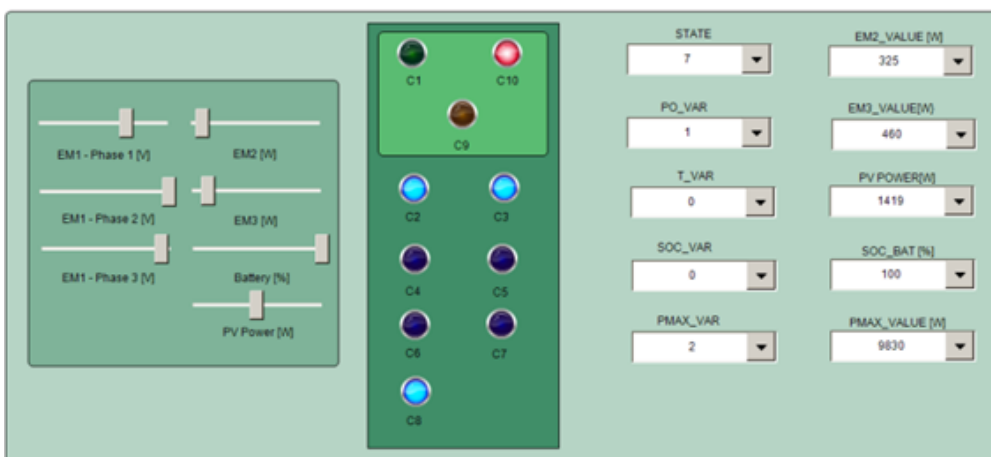 EM1 - Phase 1 [V]
EM2 [W]
EM1 - Phase 2 [V]
EM3 [W]
EM1 - Phase 3 [V]
Battery [%]
PV Power [W]
C1
C10
C9
C2
C3
C4
C5
C6
C7
C8
STATE
7
PO_VAR
1
T_VAR
0
SOC_VAR
0
PMAX_VAR
2
EM2_VALUE [W]
325
EM3_VALUE[W]
460
PV POWER[W]
1419
SOC_BAT [%]
100
PMAX_VALUE [W]
9830